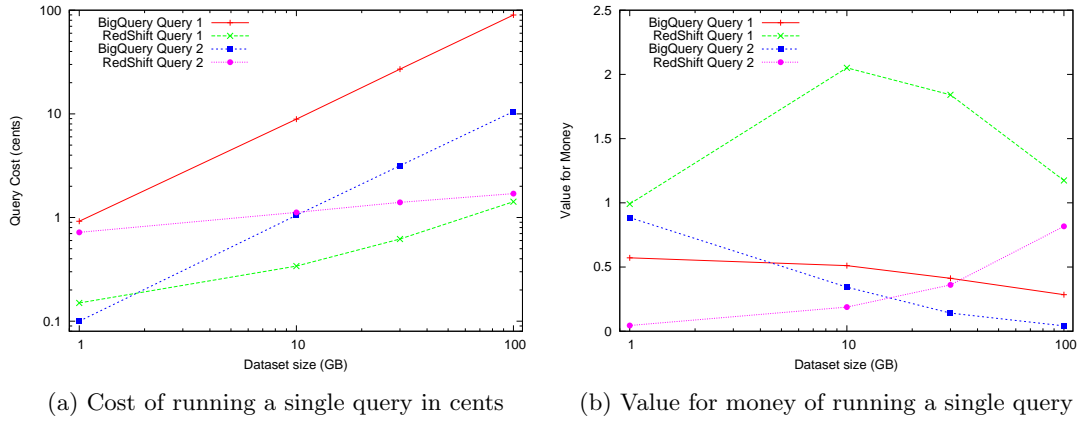 100
10
1
0.1
1
10
100
Query Cost (cents)
Dataset size (GB)
BigQuery Query 1
RedShift Query 1
BigQuery Query 2
RedShift Query 2
(a) Cost of running a single query in cents
2.5
2
1.5
1
0.5
0
1
10
100
Value for Money
Dataset size (GB)
BigQuery Query 1
RedShift Query 1
BigQuery Query 2
RedShift Query 2
(b) Value for money of running a single query